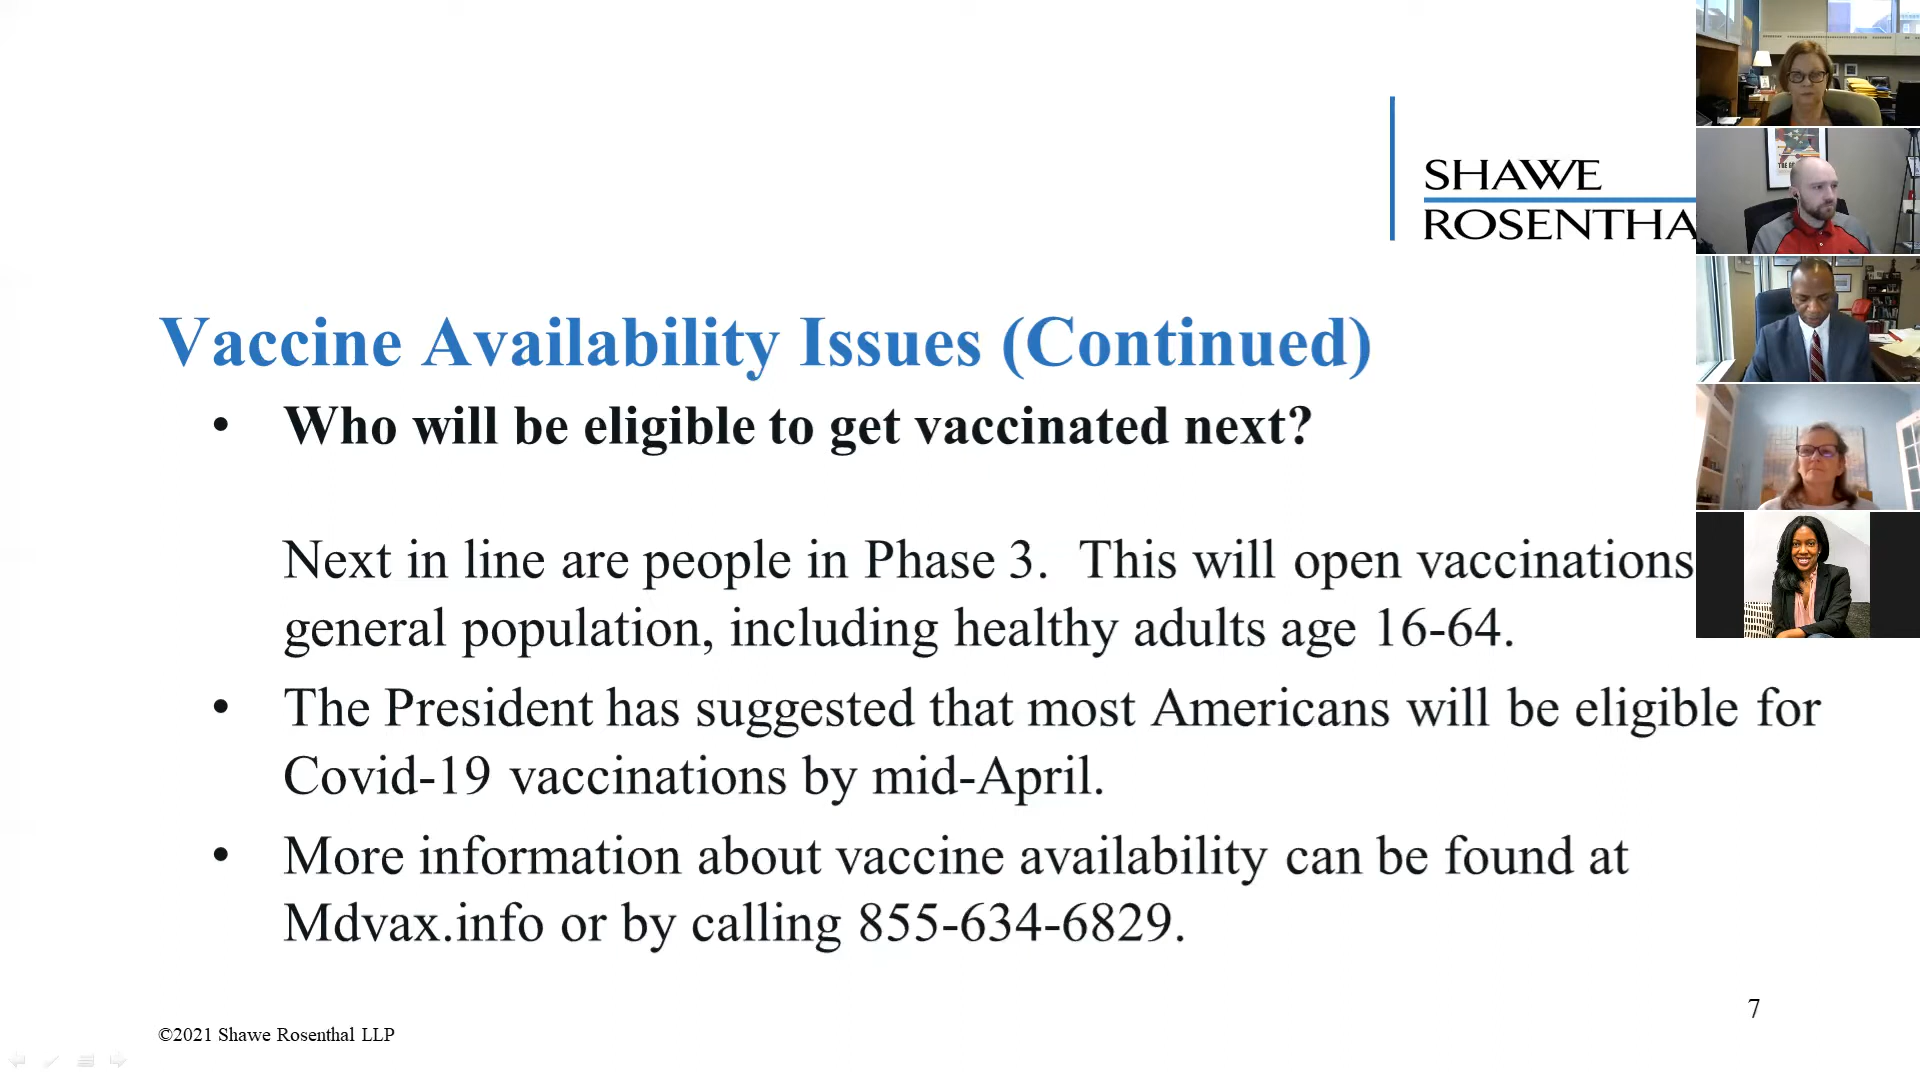 SHAWE
ROSENTHA
Vaccine Availability Issues (Continued)
• Who will be eligible to get vaccinated next?
Next in line are people in Phase 3. This will open vaccinations
general population, including healthy adults age 16-64.
• The President has suggested that most Americans will be eligible for
Covid-19 vaccinations by mid-April.
• More information about vaccine availability can be found at
Mdvax.info or by calling 855-634-6829.
7
©2021 Shawe Rosenthal LLP